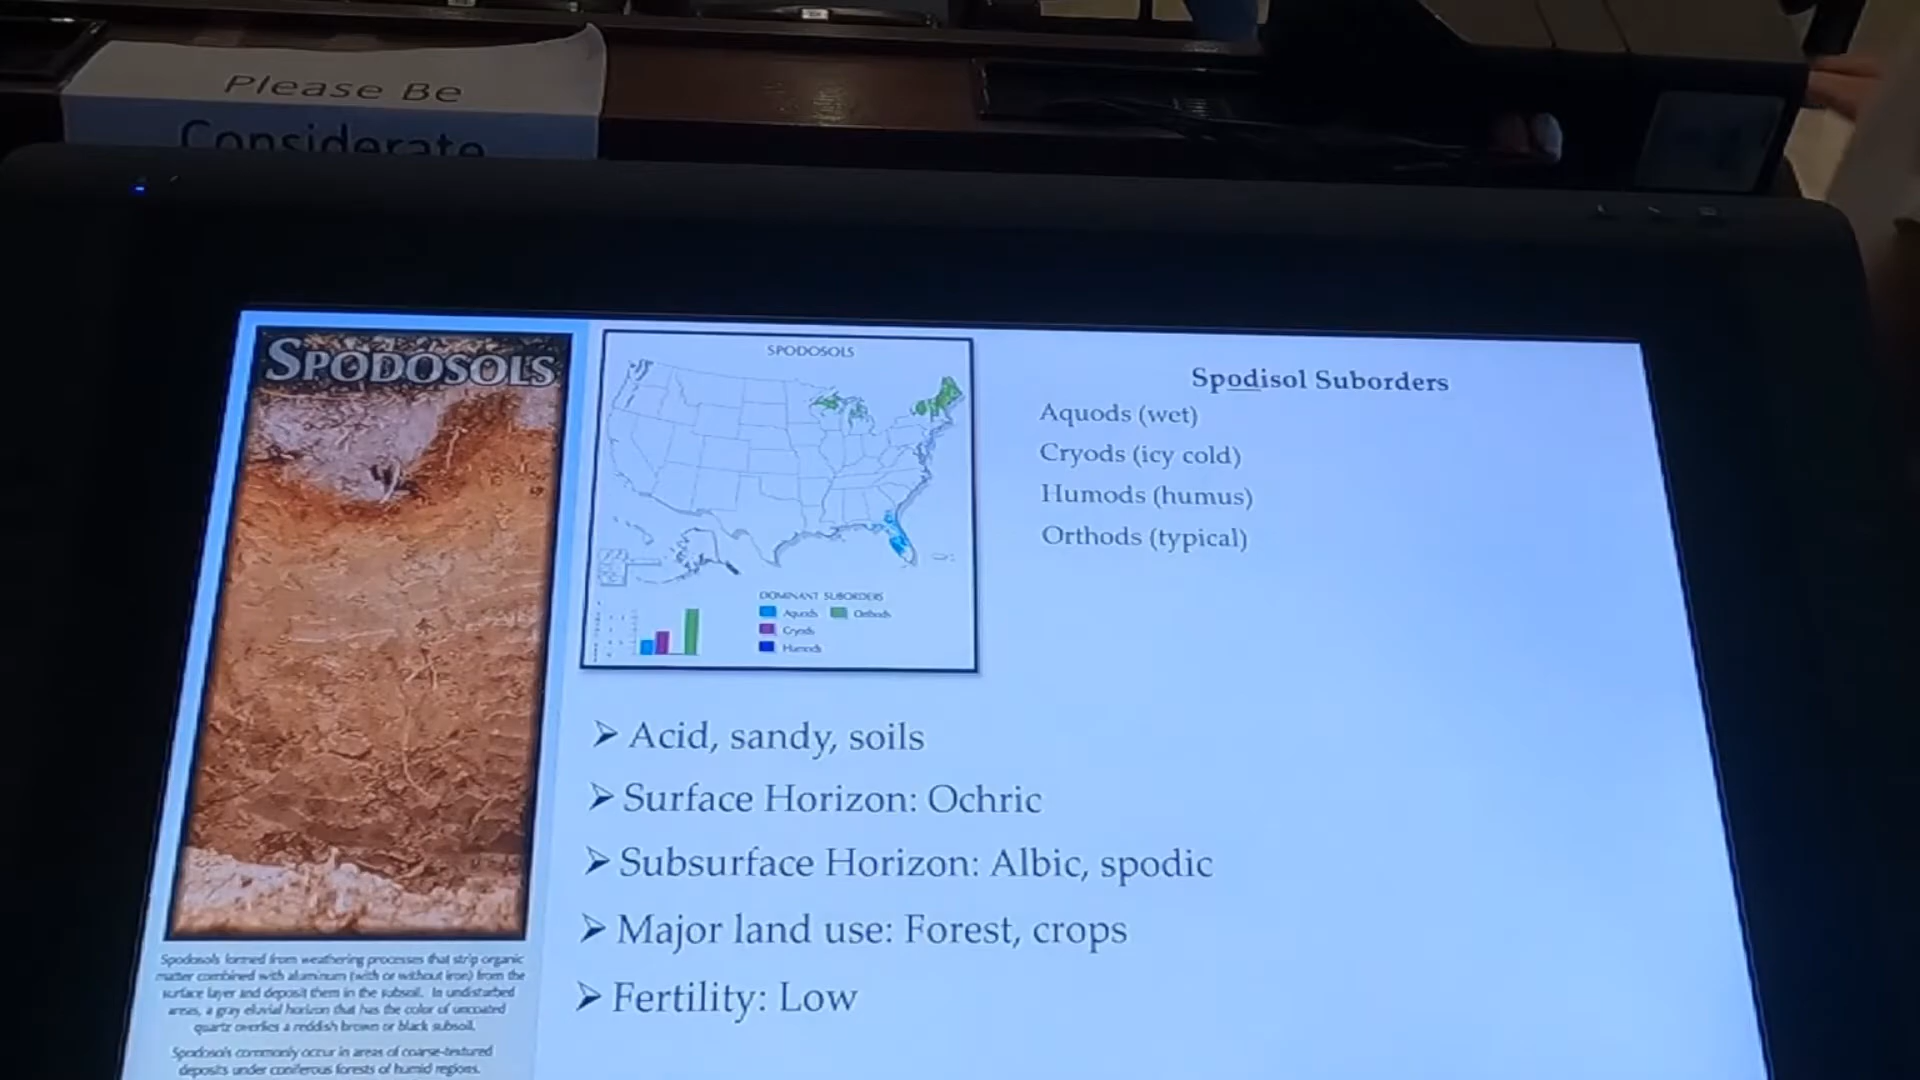 Please Be
Considerate
SPODOSOLS
SPODOSOLS
DOMINANT SUBORDERS
Aquods
Orthods
Cryods
Humods
Spodisol Suborders
Aquods (wet)
Cryods (icy cold)
Humods (humus)
Orthods (typical)
➢ Acid, sandy, soils
➢ Surface Horizon: Ochric
➢ Subsurface Horizon: Albic, spodic
➢ Major land use: Forest, crops
➢ Fertility: Low
Spodosols formed from weathering processes that strip organic
matter combined with aluminum (with or without iron) from the
surface layer and deposit them in the subsoil. In undisturbed
areas, a gray eluvial horizon that has the color of uncoated
quartz overlies a reddish brown or black subsoil.
Spodosols commonly occur in areas of coarse-textured
deposits under coniferous forests of humid regions.